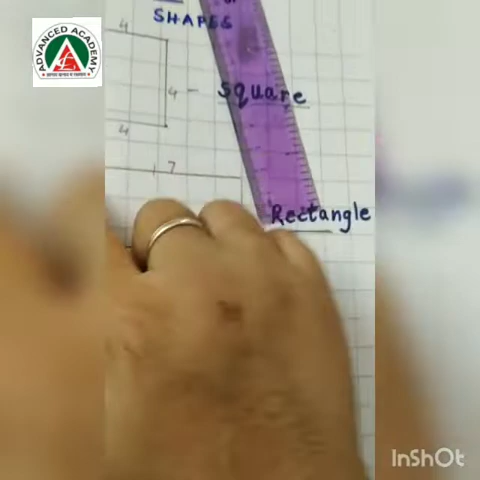 ADVANCED ACADEMY
SHAPES
4
4 - Square
4
7
Rectangle
InShOt